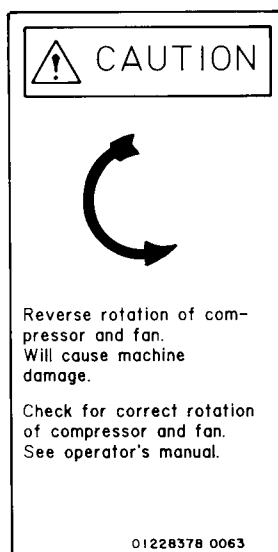 CAUTION
Reverse rotation of com-
pressor and fan.
Will cause machine
damage.
Check for correct rotation
of compressor and fan.
See operator's manual.
01228378 0063